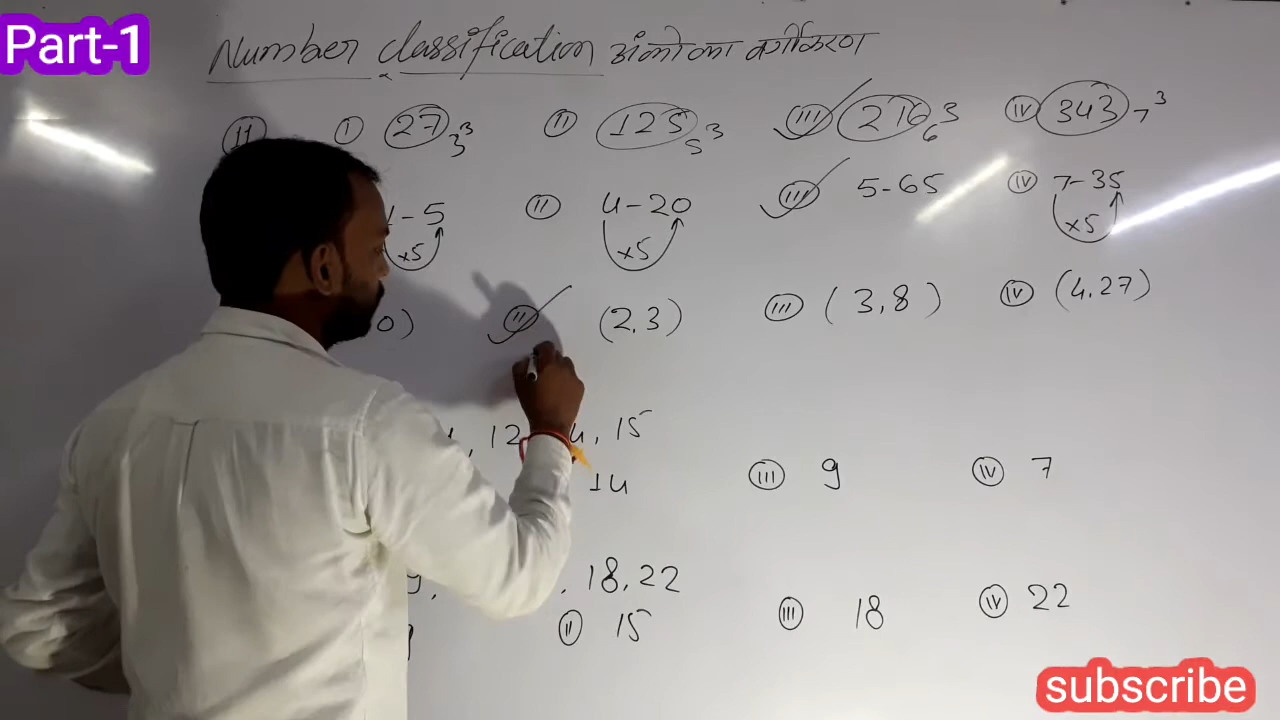 Part-1
Number classification अंको का वर्गीकरण
11 I 27 3³ II 125 5³ III 216 6³ IV 343 7³
1-5 ×5 II 4-20 ×5 III 5-65 IV 7-35 ×5
0) II (2,3) III (3,8) IV (4,27)
, 12, 14, 15
14 III 9 IV 7
9, , 18, 22
II 15 III 18 IV 22
subscribe